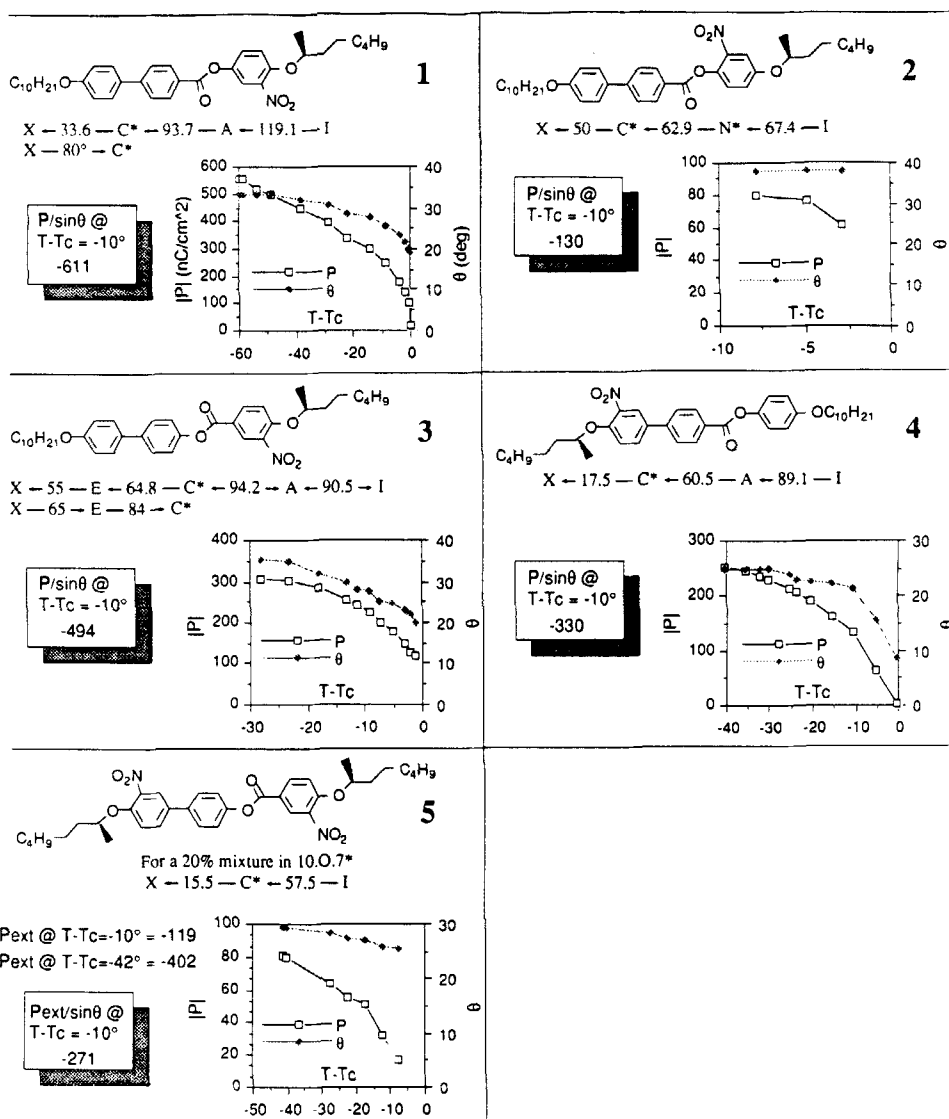 C4H9
O
O
C10H21
O
O
NO2
1
X ← 33.6 — C* ← 93.7 — A ← 119.1 — I
X — 80° → C*
P/sinθ @
T-Tc = -10°
-611
|P| (nC/cm^2)
600
500
400
300
200
100
0
40
30
20
10
0
θ (deg)
P
θ
T-Tc
-60
-40
-20
0
O2N
C4H9
O
O
C10H21
O
O
2
X ← 50 — C* ← 62.9 — N* ← 67.4 — I
P/sinθ @
T-Tc = -10°
-130
|P|
100
80
60
40
20
0
40
30
20
10
0
θ
P
θ
T-Tc
-10
-5
0
C4H9
O
O
C10H21
O
O
NO2
3
X ← 55 — E ← 64.8 — C* ← 94.2 → A ← 90.5 → I
X — 65 → E — 84 → C*
P/sinθ @
T-Tc = -10°
-494
|P|
400
300
200
100
0
40
30
20
10
0
θ
P
θ
T-Tc
-30
-20
-10
0
O2N
O
C4H9
O
O
OC10H21
4
X ← 17.5 — C* ← 60.5 — A ← 89.1 — I
P/sinθ @
T-Tc = -10°
-330
|P|
300
200
100
0
30
20
10
0
θ
P
θ
T-Tc
-40
-30
-20
-10
0
O2N
O
C4H9
O
O
C4H9
O
NO2
5
For a 20% mixture in 10.O.7*
X ← 15.5 — C* ← 57.5 — I
Pext @ T-Tc=-10° = -119
Pext @ T-Tc=-42° = -402
Pext/sinθ @
T-Tc = -10°
-271
|P|
100
80
60
40
20
0
30
20
10
0
θ
P
θ
T-Tc
-50
-40
-30
-20
-10
0